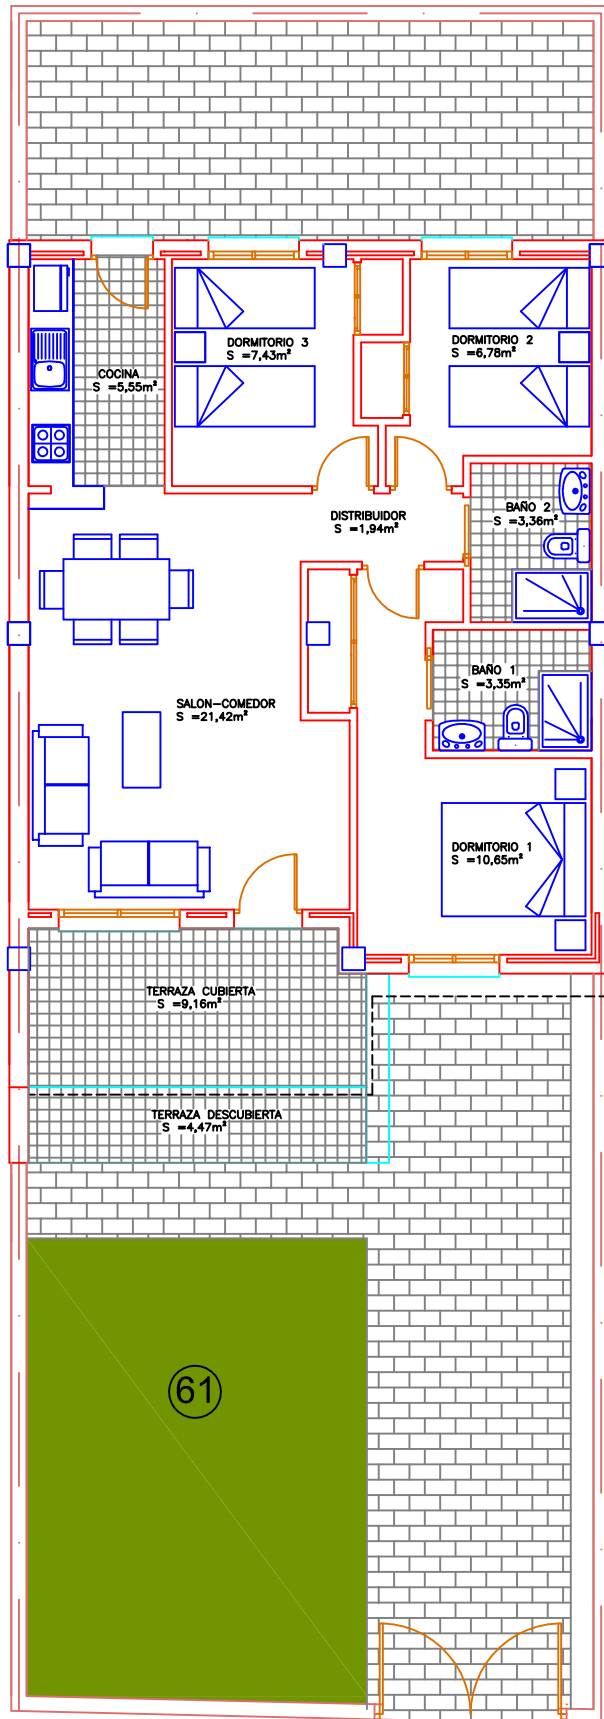 DORMITORIO 3
S =7,43m²
DORMITORIO 2
S =6,78m²
COCINA
S =5,55m²
BAÑO 2
S =3,36m²
DISTRIBUIDOR
S =1,94m²
BAÑO 1
S =3,35m²
SALON-COMEDOR
S =21,42m²
DORMITORIO 1
S =10,65m²
TERRAZA CUBIERTA
S =9,16m²
TERRAZA DESCUBIERTA
S =4,47m²
61